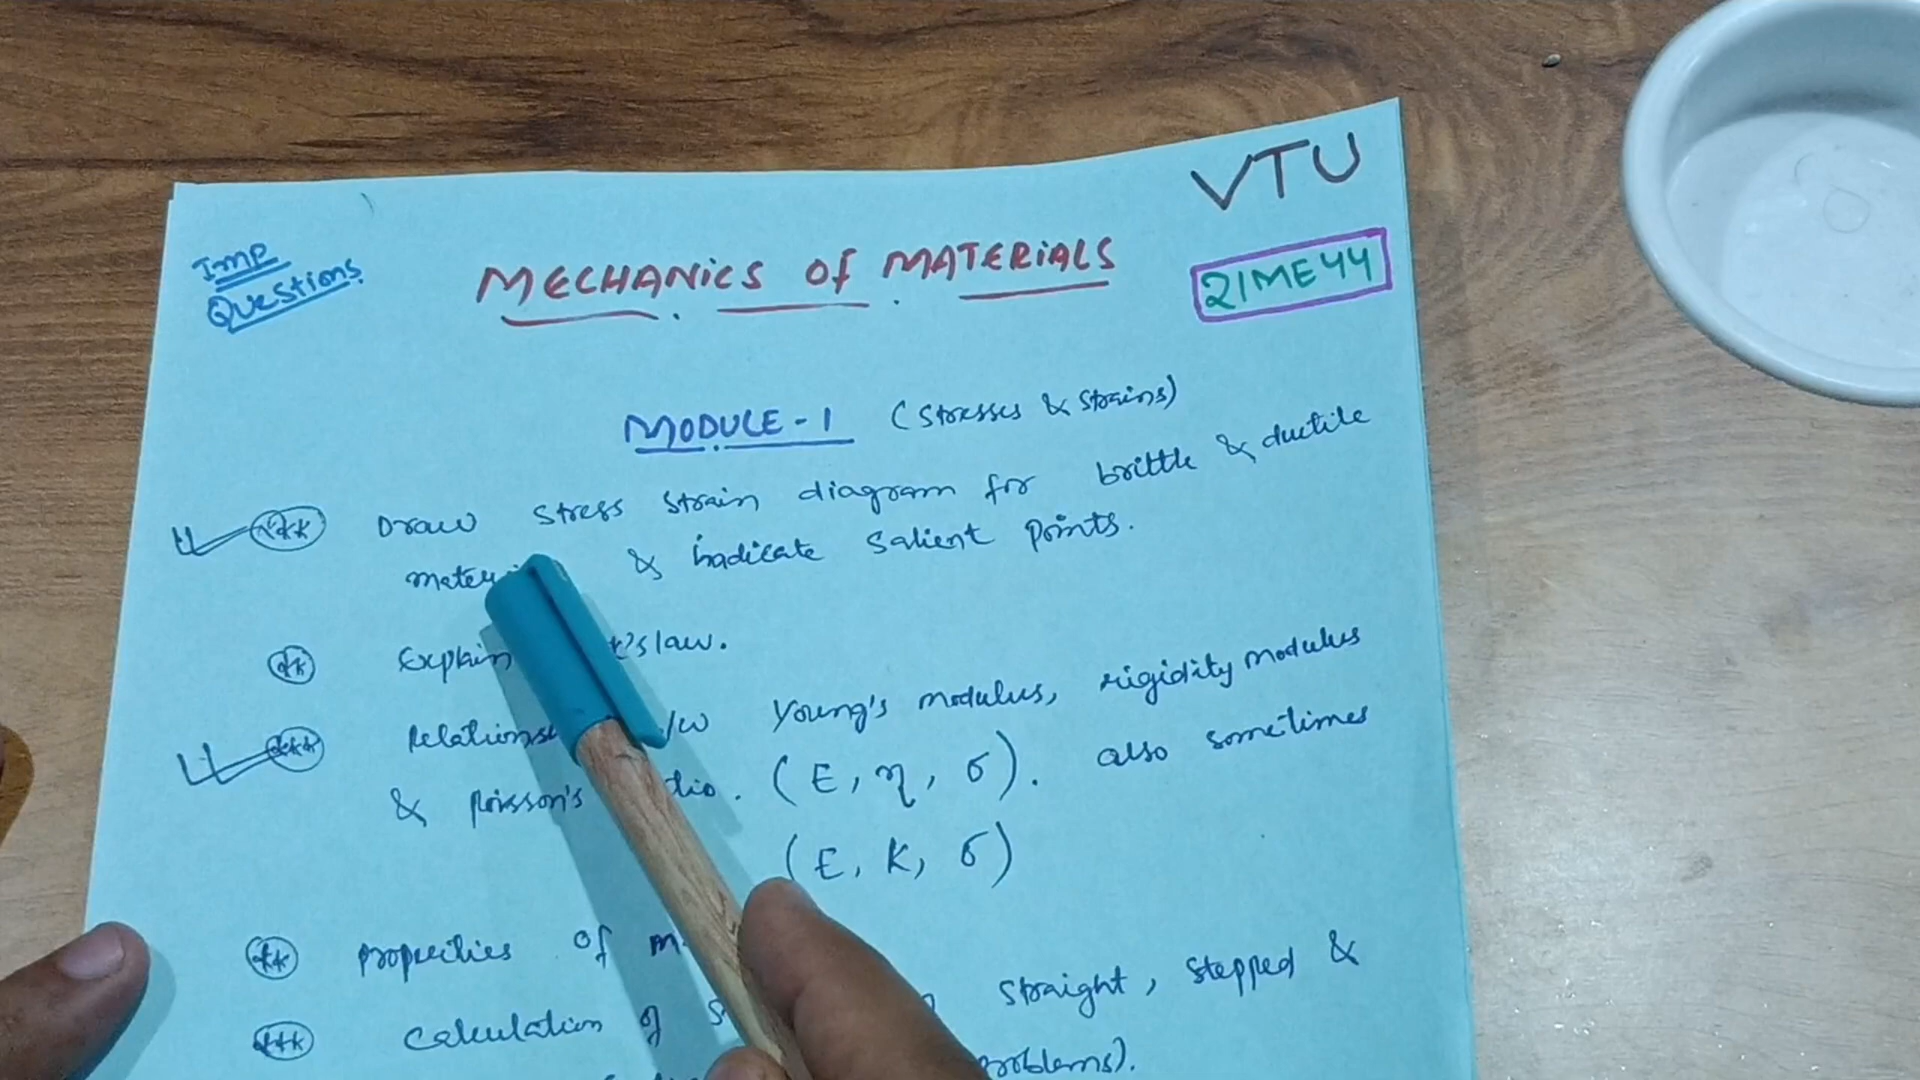 VTU
Imp
Questions
MECHANICS Of MATERIALS
21ME44
MODULE-1 (Stresses & Strains)
** Draw stress strain diagram for brittle & ductile
& indicate salient points.
** Explain law.
*** Young's modulus, rigidity modulus
& poisson's (E, η, σ). also sometimes
(E, K, σ)
** properties of
*** calculation of straight, stepped &
problems).